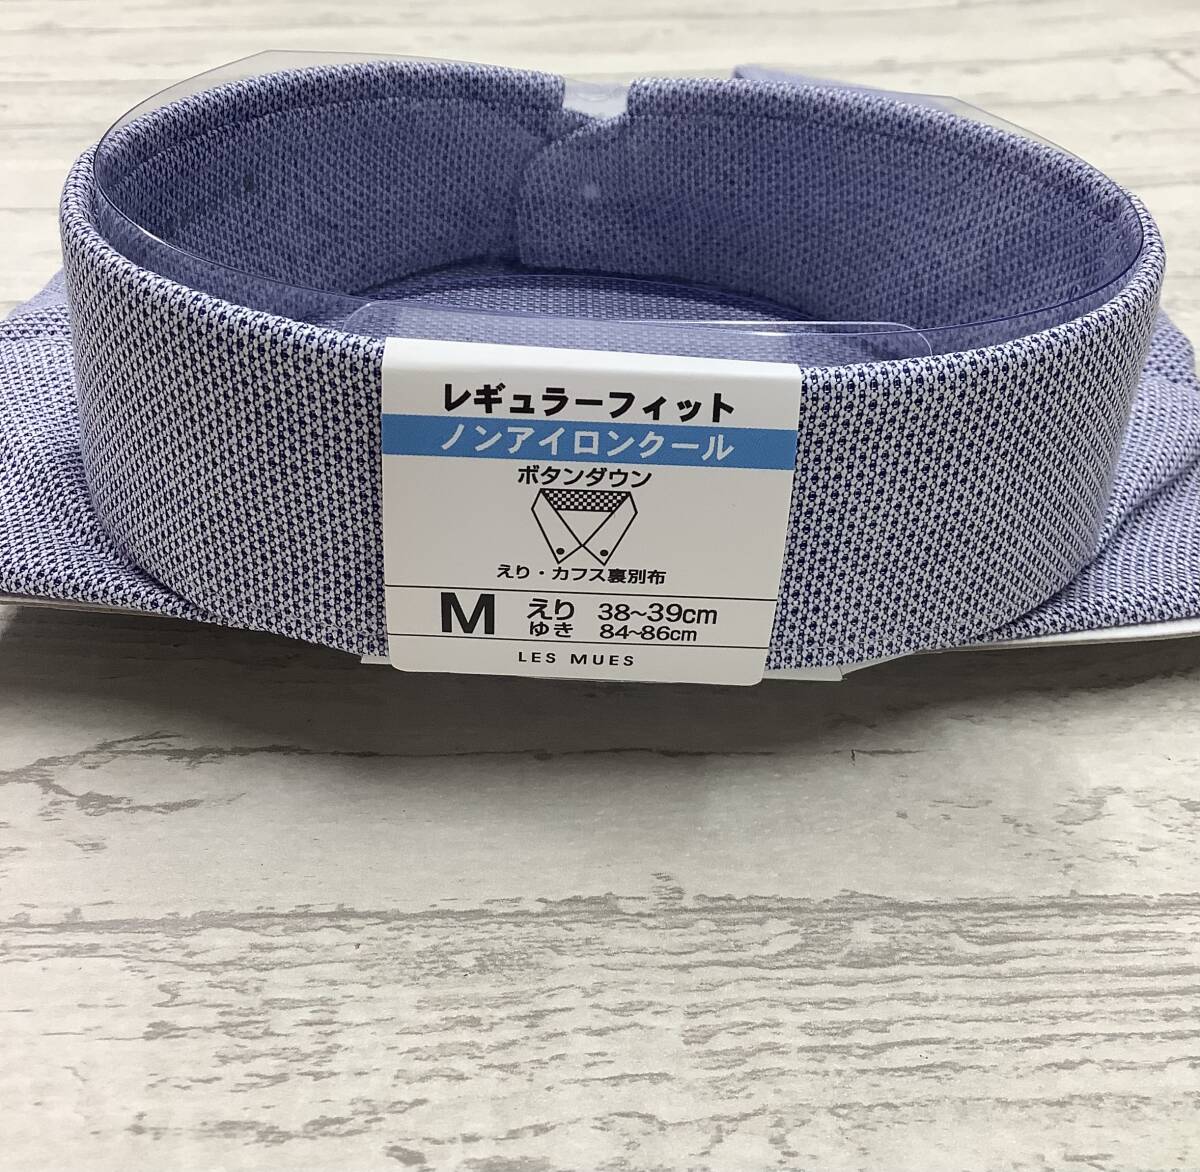 レギュラーフィット
ノンアイロンクール
ボタンダウン
えり・カフス裏別布
M えり 38~39cm
ゆき 84~86cm
LES MUES